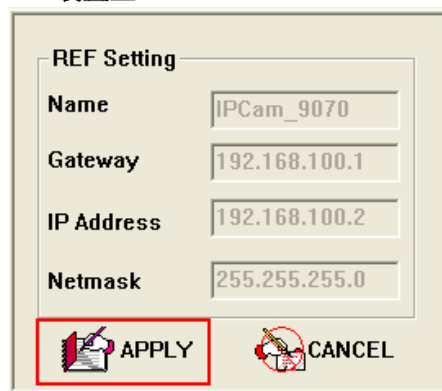 REF Setting
Name IPCam_9070
Gateway 192.168.100.1
IP Address 192.168.100.2
Netmask 255.255.255.0
APPLY CANCEL